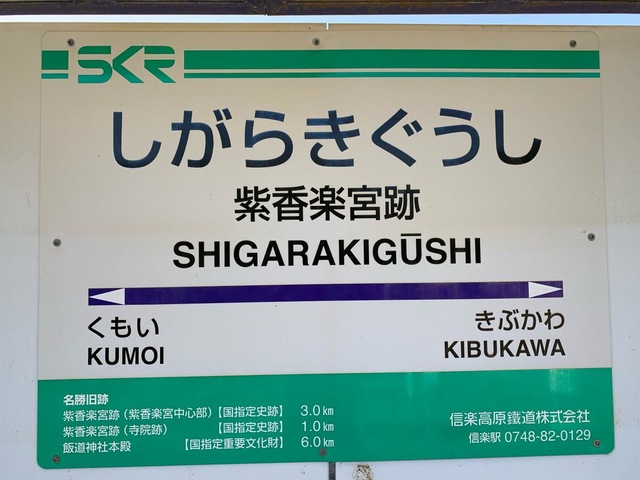 SKR
しがらきぐうし
紫香楽宮跡
SHIGARAKIGŪSHI
くもい
KUMOI
きぶかわ
KIBUKAWA
名勝旧跡
紫香楽宮跡（紫香楽宮中心部）【国指定史跡】 3.0㎞
紫香楽宮跡（寺院跡）【国指定史跡】 1.0㎞
飯道神社本殿【国指定重要文化財】 6.0㎞
信楽高原鐵道株式会社
信楽駅 0748-82-0129